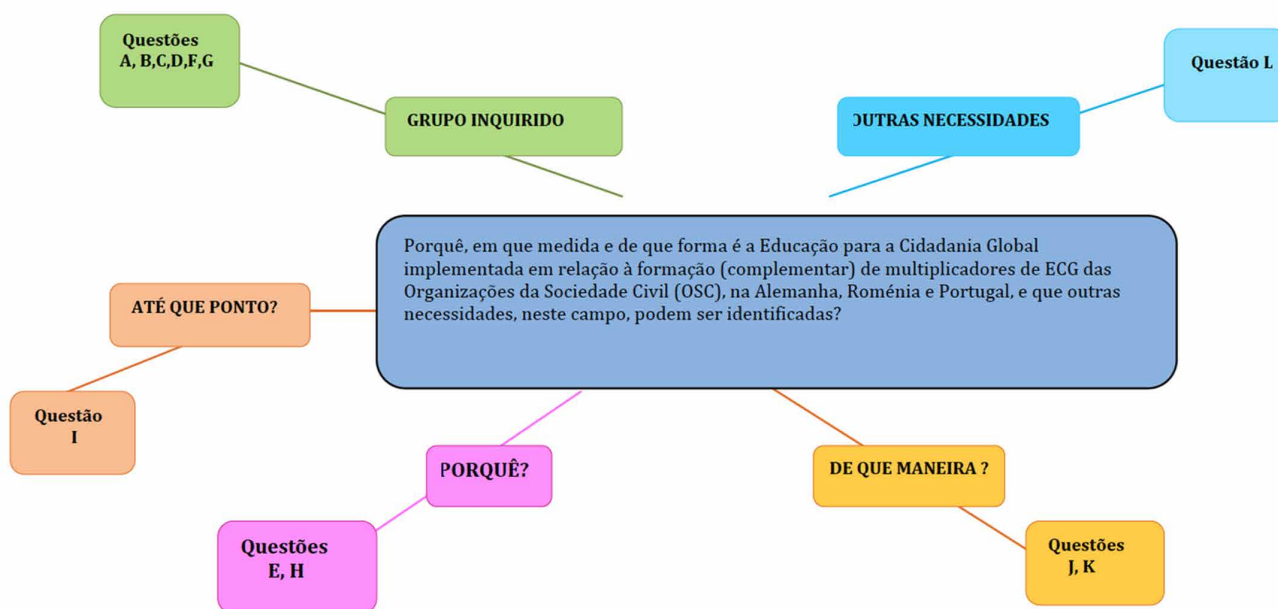 Questões
A, B,C,D,F,G
GRUPO INQUIRIDO
OUTRAS NECESSIDADES
Questão L
Porquê, em que medida e de que forma é a Educação para a Cidadania Global
implementada em relação à formação (complementar) de multiplicadores de ECG das
Organizações da Sociedade Civil (OSC), na Alemanha, Roménia e Portugal, e que outras
necessidades, neste campo, podem ser identificadas?
ATÉ QUE PONTO?
Questão
I
PORQUÊ?
Questões
E, H
DE QUE MANEIRA ?
Questões
J, K